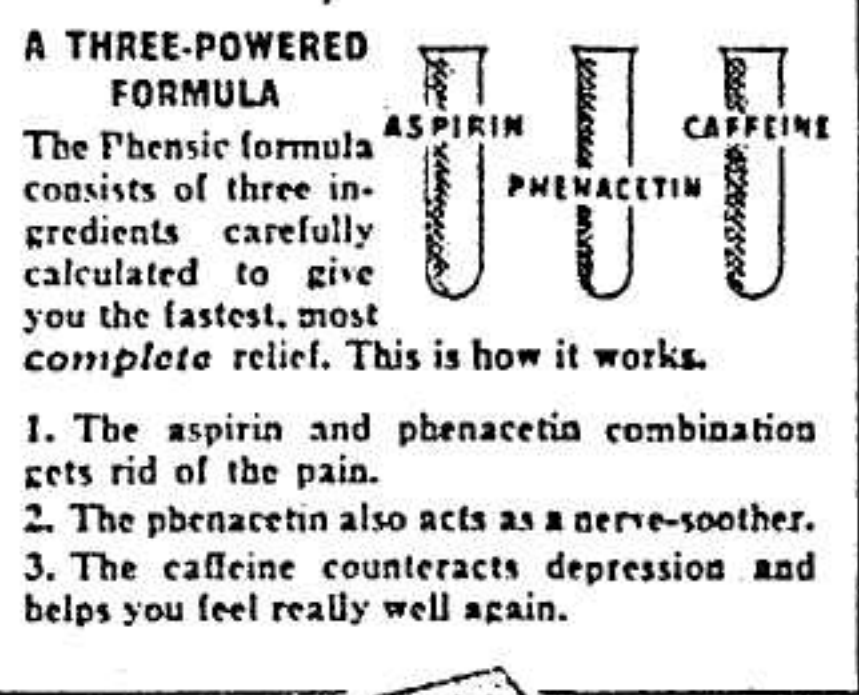 A THREE-POWERED
FORMULA
ASPIRIN
PHENACETIN
CAFFEINE
The Phensic formula
consists of three in-
gredients carefully
calculated to give
you the fastest, most
complete relief. This is how it works.
1. The aspirin and phenacetin combination
gets rid of the pain.
2. The phenacetin also acts as a nerve-soother.
3. The caffeine counteracts depression and
helps you feel really well again.